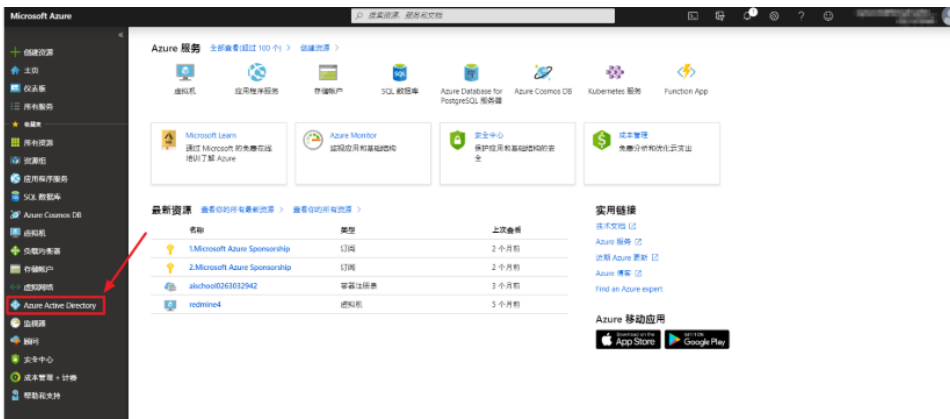 Microsoft Azure
搜索资源、服务和文档
创建资源
主页
仪表板
所有服务
收藏夹
所有资源
资源组
应用程序服务
SQL 数据库
Azure Cosmos DB
虚拟机
负载均衡器
存储帐户
虚拟网络
Azure Active Directory
监视器
顾问
安全中心
成本管理 + 计费
帮助和支持
Azure 服务 全部查看(超过 100 个) 创建资源
虚拟机
应用程序服务
存储帐户
SQL 数据库
Azure Database for PostgreSQL 服务器
Azure Cosmos DB
Kubernetes 服务
Function App
Microsoft Learn
通过 Microsoft 的免费在线
培训了解 Azure
Azure Monitor
监视应用和基础结构
安全中心
保护应用和基础结构的安
全
成本管理
免费分析和优化云支出
最新资源 查看你的所有最新资源 查看你的所有资源
名称 类型 上次查看
1.Microsoft Azure Sponsorship 订阅 2 个月前
2.Microsoft Azure Sponsorship 订阅 2 个月前
aischool0263032942 容器注册表 3 个月前
redmine4 虚拟机 5 个月前
实用链接
技术文档
Azure 服务
近期 Azure 更新
Azure 博客
Find an Azure expert
Azure 移动应用
Download on the
App Store
GET IT ON
Google Play